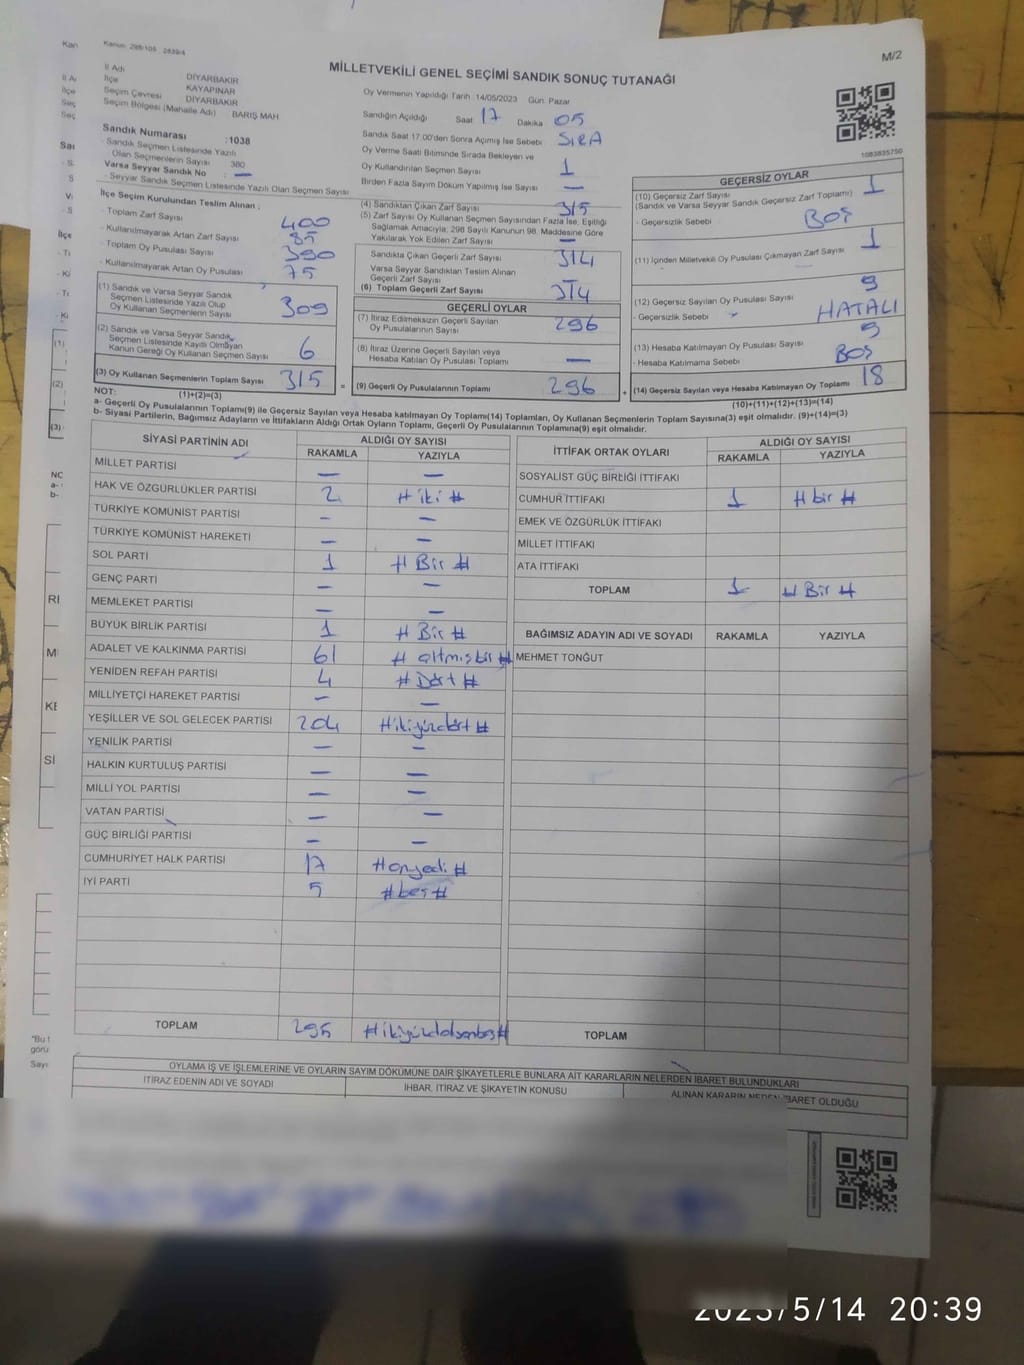 Kanun: 298/105 2839/4
M/2
MİLLETVEKİLİ GENEL SEÇİMİ SANDIK SONUÇ TUTANAĞI
İl Adı DİYARBAKIR
İlçe KAYAPINAR
Seçim Çevresi DİYARBAKIR
Seçim Bölgesi (Mahalle Adı) BARIŞ MAH
Sandık Numarası :1038
- Sandık Seçmen Listesinde Yazılı
Olan Seçmenlerin Sayısı 380
Varsa Seyyar Sandık No : —
- Seyyar Sandık Seçmen Listesinde Yazılı Olan Seçmen Sayısı
İlçe Seçim Kurulundan Teslim Alınan ;
- Toplam Zarf Sayısı 400
- Kullanılmayarak Artan Zarf Sayısı 85
- Toplam Oy Pusulası Sayısı 390
- Kullanılmayarak Artan Oy Pusulası 75
(1) Sandık ve Varsa Seyyar Sandık
Seçmen Listesinde Yazılı Olup
Oy Kullanan Seçmenlerin Sayısı 309
(2) Sandık ve Varsa Seyyar Sandık
Seçmen Listesinde Kayıtlı Olmayan
Kanun Gereği Oy Kullanan Seçmen Sayısı 6
(3) Oy Kullanan Seçmenlerin Toplam Sayısı 315 =
(1)+(2)=(3)
Oy Vermenin Yapıldığı Tarih :14/05/2023 Gün: Pazar
Sandığın Açıldığı Saat 17 Dakika 05
Sandık Saat 17.00'den Sonra Açılmış İse Sebebi SIRA
Oy Verme Saati Bitiminde Sırada Bekleyen ve
Oy Kullandırılan Seçmen Sayısı 1
Birden Fazla Sayım Döküm Yapılmış İse Sayısı —
(4) Sandıktan Çıkan Zarf Sayısı 315
(5) Zarf Sayısı Oy Kullanan Seçmen Sayısından Fazla İse, Eşitliği
Sağlamak Amacıyla, 298 Sayılı Kanunun 98. Maddesine Göre
Yakılarak Yok Edilen Zarf Sayısı —
Sandıkta Çıkan Geçerli Zarf Sayısı 314
Varsa Seyyar Sandıktan Teslim Alınan
Geçerli Zarf Sayısı
(6) Toplam Geçerli Zarf Sayısı 314
GEÇERLİ OYLAR
(7) İtiraz Edilmeksizin Geçerli Sayılan
Oy Pusulalarının Sayısı 296
(8) İtiraz Üzerine Geçerli Sayılan veya
Hesaba Katılan Oy Pusulası Toplamı —
(9) Geçerli Oy Pusulalarının Toplamı 296 +
1083835750
GEÇERSİZ OYLAR
(10) Geçersiz Zarf Sayısı 1
(Sandık ve Varsa Seyyar Sandık Geçersiz Zarf Toplamı)
- Geçersizlik Sebebi : BOŞ
(11) İçinden Milletvekili Oy Pusulası Çıkmayan Zarf Sayısı 1
(12) Geçersiz Sayılan Oy Pusulası Sayısı 9
- Geçersizlik Sebebi HATALI
(13) Hesaba Katılmayan Oy Pusulası Sayısı
- Hesaba Katılmama Sebebi : BOŞ
(14) Geçersiz Sayılan veya Hesaba Katılmayan Oy Toplamı 18
(10)+(11)+(12)+(13)=(14)
NOT:
a- Geçerli Oy Pusulalarının Toplamı(9) ile Geçersiz Sayılan veya Hesaba katılmayan Oy Toplamı(14) Toplamları, Oy Kullanan Seçmenlerin Toplam Sayısına(3) eşit olmalıdır. (9)+(14)=(3)
b- Siyasi Partilerin, Bağımsız Adayların ve İttifakların Aldığı Ortak Oyların Toplamı, Geçerli Oy Pusulalarının Toplamına(9) eşit olmalıdır.
SİYASİ PARTİNİN ADI ALDIĞI OY SAYISI
RAKAMLA YAZIYLA
MİLLET PARTİSİ — —
HAK VE ÖZGÜRLÜKLER PARTİSİ 2 # iki #
TÜRKİYE KOMÜNİST PARTİSİ — —
TÜRKİYE KOMÜNİST HAREKETİ — —
SOL PARTİ 1 # Bir #
GENÇ PARTİ — —
MEMLEKET PARTİSİ — —
BÜYÜK BİRLİK PARTİSİ 1 # Bir #
ADALET VE KALKINMA PARTİSİ 61 # altmışbir #
YENİDEN REFAH PARTİSİ 4 # Dört #
MİLLİYETÇİ HAREKET PARTİSİ — —
YEŞİLLER VE SOL GELECEK PARTİSİ 204 #ikiyüzdört #
YENİLİK PARTİSİ — —
HALKIN KURTULUŞ PARTİSİ — —
MİLLİ YOL PARTİSİ — —
VATAN PARTİSİ — —
GÜÇ BİRLİĞİ PARTİSİ — —
CUMHURİYET HALK PARTİSİ 17 #onyedi #
İYİ PARTİ 5 #beş #
TOPLAM 295 #ikiyüzdoksanbeş#
İTTİFAK ORTAK OYLARI ALDIĞI OY SAYISI
RAKAMLA YAZIYLA
SOSYALİST GÜÇ BİRLİĞİ İTTİFAKI
CUMHUR İTTİFAKI 1 # bir #
EMEK VE ÖZGÜRLÜK İTTİFAKI
MİLLET İTTİFAKI
ATA İTTİFAKI
TOPLAM 1 # Bir #
BAĞIMSIZ ADAYIN ADI VE SOYADI RAKAMLA YAZIYLA
MEHMET TONĞUT
TOPLAM
OYLAMA İŞ VE İŞLEMLERİNE VE OYLARIN SAYIM DÖKÜMÜNE DAİR ŞİKAYETLERLE BUNLARA AİT KARARLARIN NELERDEN İBARET BULUNDUKLARI
İTİRAZ EDENİN ADI VE SOYADI İHBAR, İTİRAZ VE ŞİKAYETİN KONUSU ALINAN KARARIN NEDEN İBARET OLDUĞU
2023/5/14 20:39